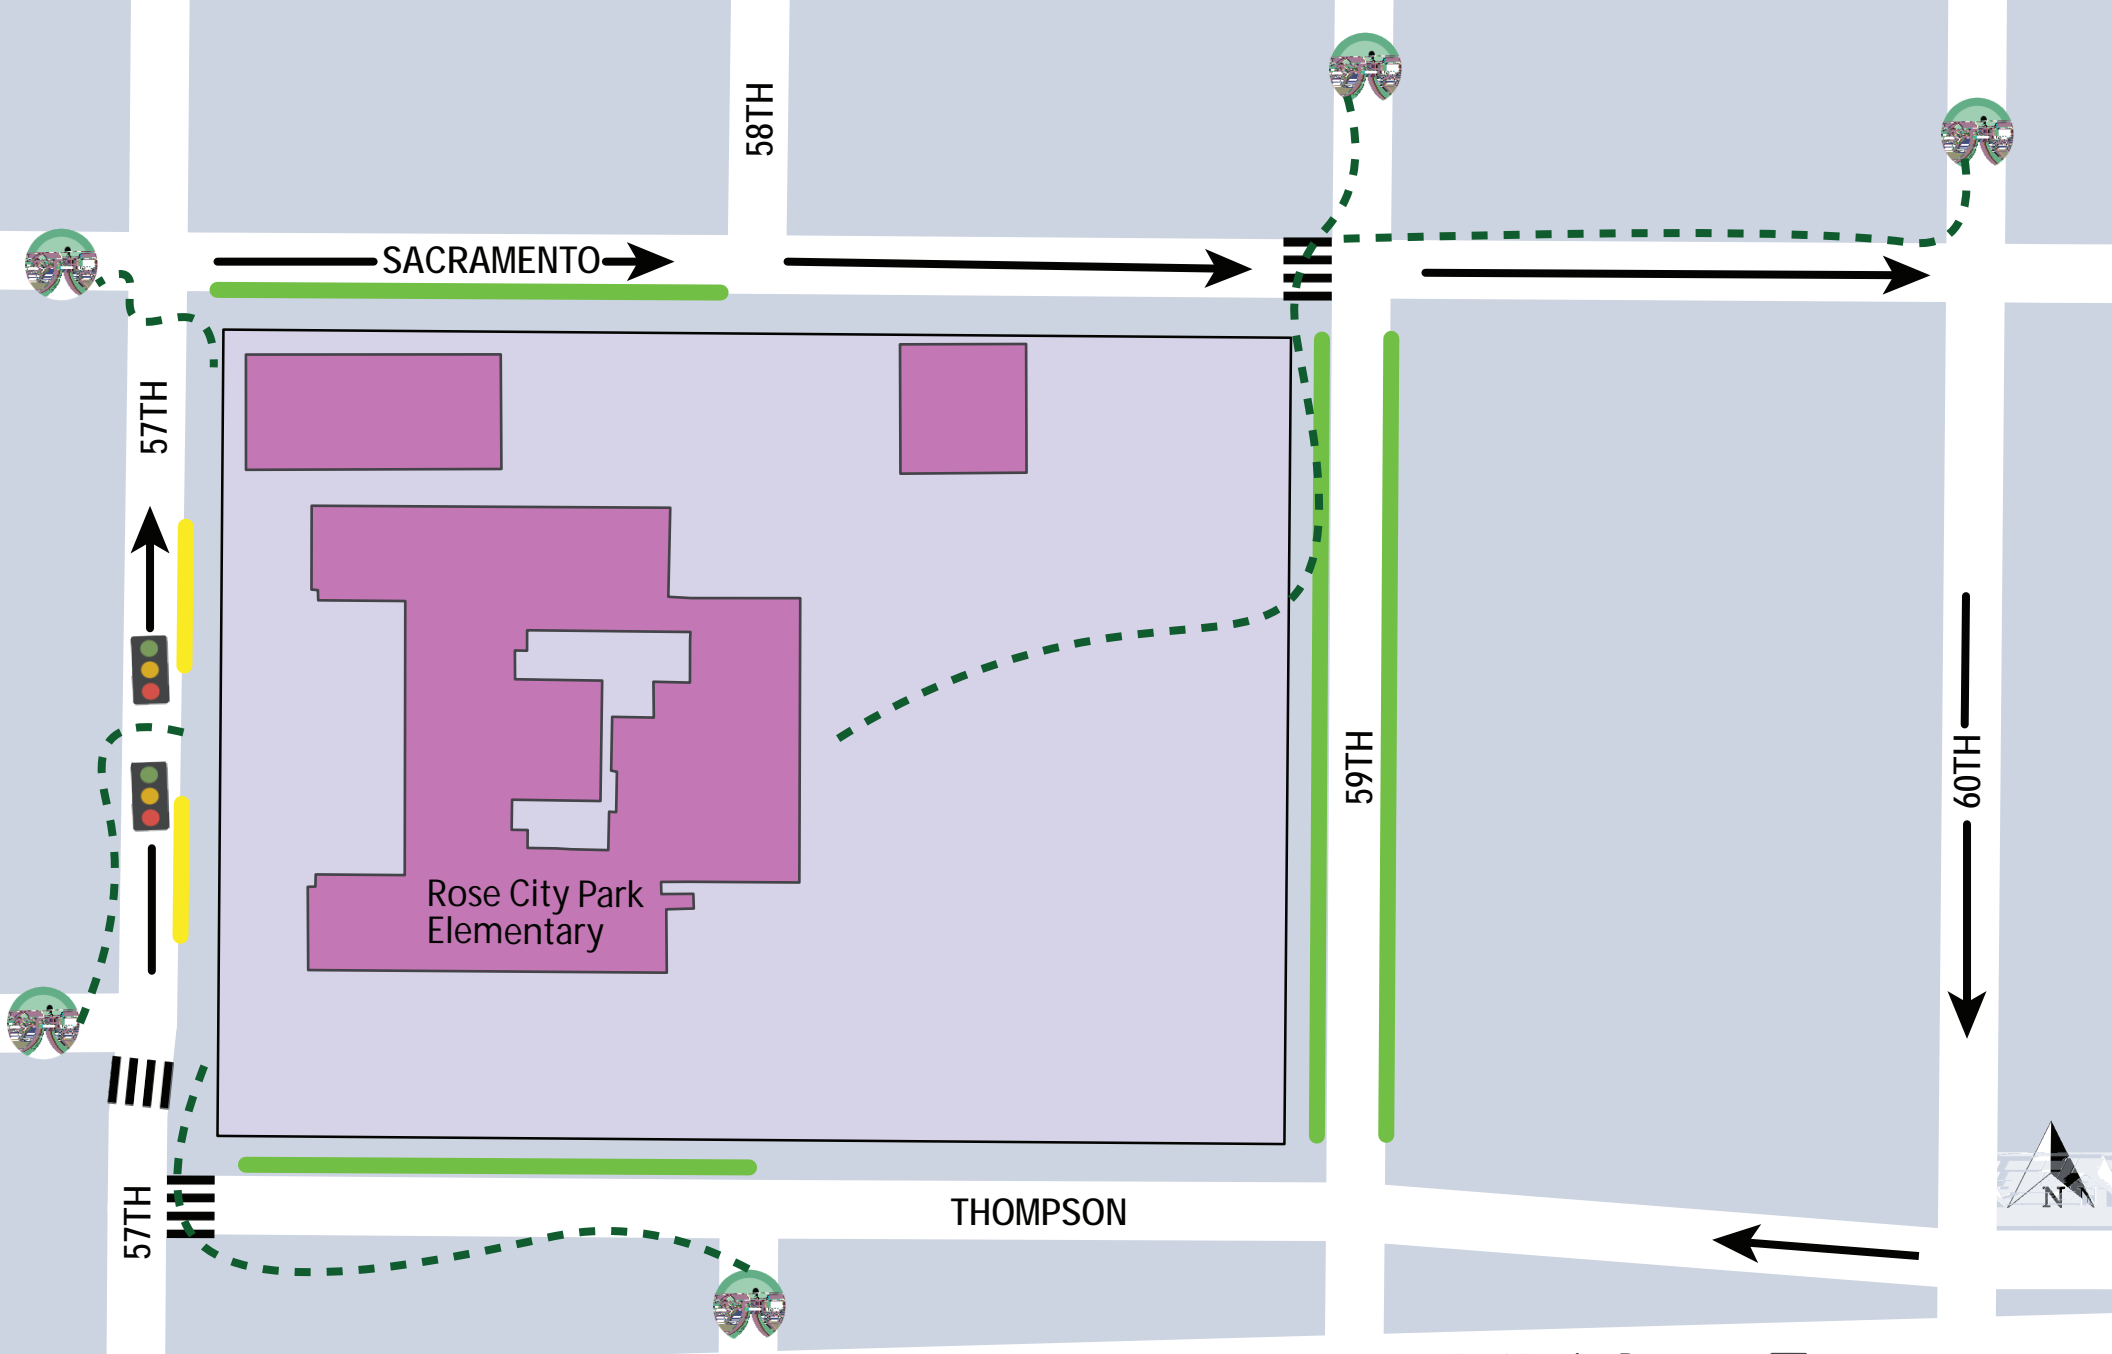 58TH
SACRAMENTO
57TH
59TH
60TH
Rose City Park
Elementary
57TH
THOMPSON
N